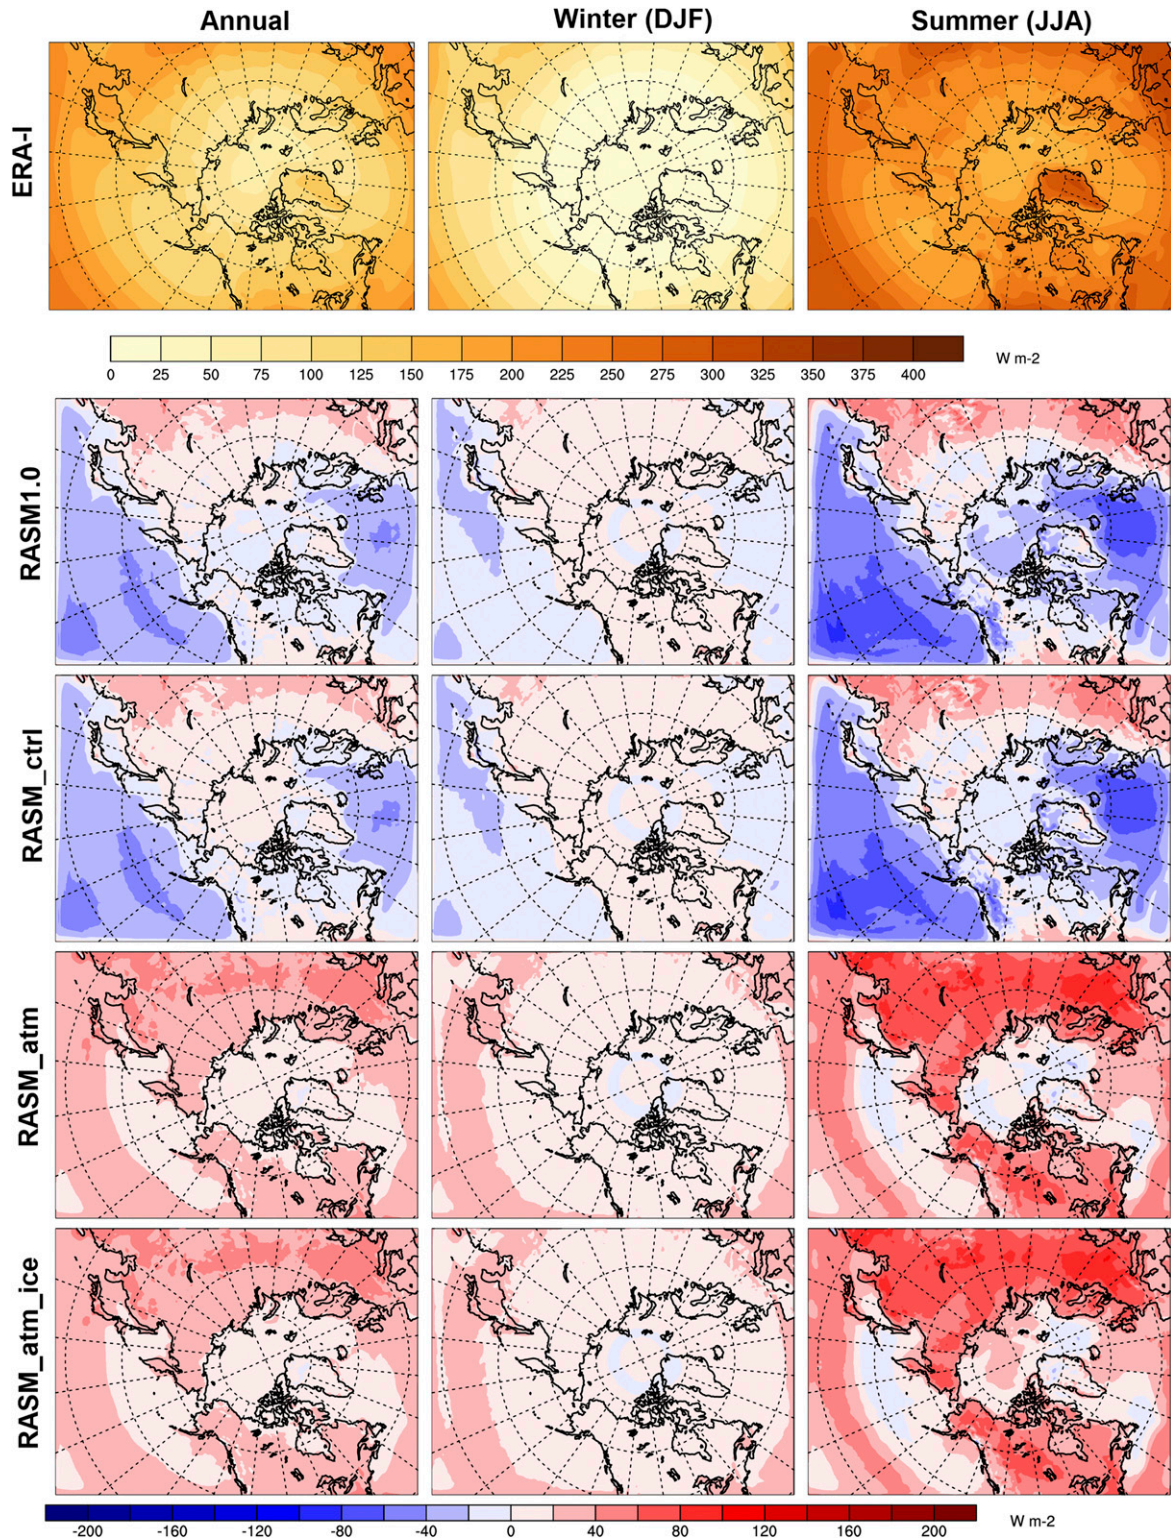 Annual Winter (DJF) Summer (JJA)
ERA-I
W m-2
0 25 50 75 100 125 150 175 200 225 250 275 300 325 350 375 400
RASM1.0
RASM_ctrl
RASM_atm
RASM_atm_ice
-200 -160 -120 -80 -40 0 40 80 120 160 200 W m-2